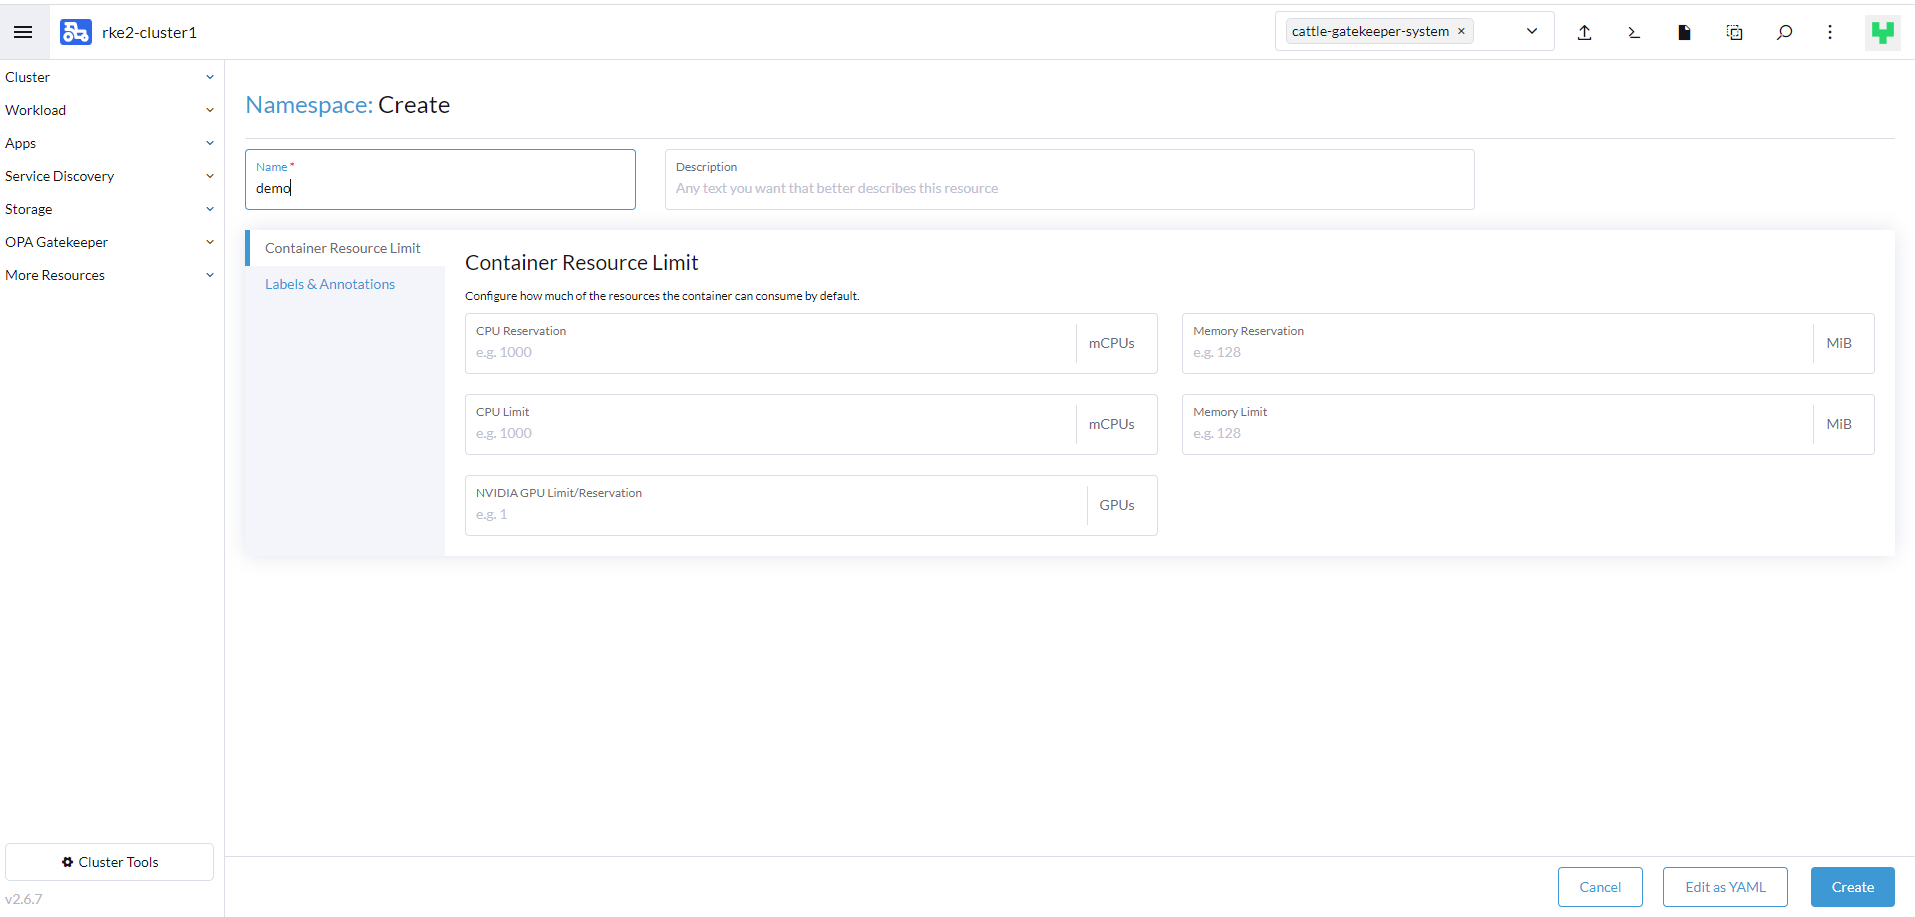 rke2-cluster1
cattle-gatekeeper-system ×
Cluster
Workload
Apps
Service Discovery
Storage
OPA Gatekeeper
More Resources
Namespace: Create
Name *
demo
Description
Any text you want that better describes this resource
Container Resource Limit
Labels & Annotations
Container Resource Limit
Configure how much of the resources the container can consume by default.
CPU Reservation
e.g. 1000
mCPUs
Memory Reservation
e.g. 128
MiB
CPU Limit
e.g. 1000
mCPUs
Memory Limit
e.g. 128
MiB
NVIDIA GPU Limit/Reservation
e.g. 1
GPUs
Cluster Tools
v2.6.7
Cancel
Edit as YAML
Create